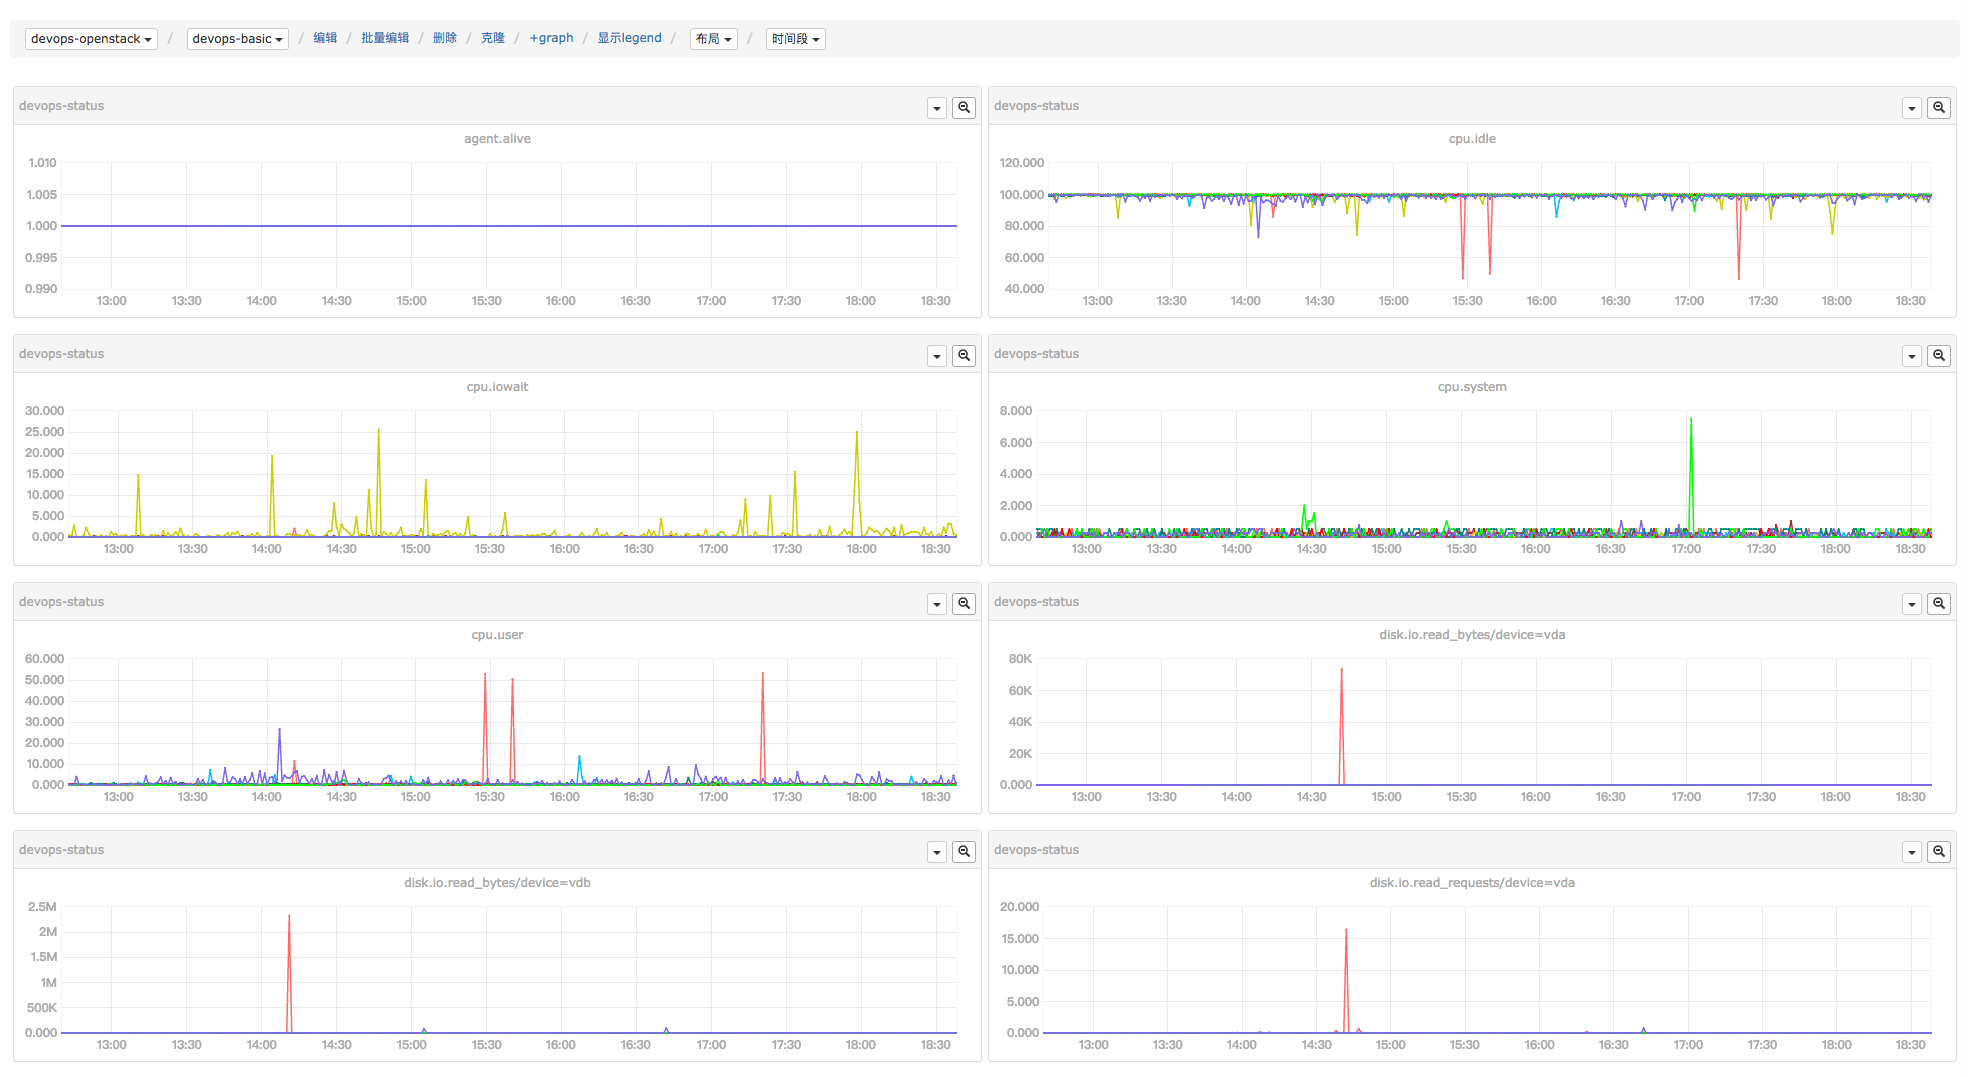 devops-openstack / devops-basic / 编辑 / 批量编辑 / 删除 / 克隆 / +graph / 显示legend / 布局 / 时间段
devops-status
agent.alive
1.010
1.005
1.000
0.995
0.990
13:00 13:30 14:00 14:30 15:00 15:30 16:00 16:30 17:00 17:30 18:00 18:30
devops-status
cpu.idle
120.000
100.000
80.000
60.000
40.000
13:00 13:30 14:00 14:30 15:00 15:30 16:00 16:30 17:00 17:30 18:00 18:30
devops-status
cpu.iowait
30.000
25.000
20.000
15.000
10.000
5.000
0.000
13:00 13:30 14:00 14:30 15:00 15:30 16:00 16:30 17:00 17:30 18:00 18:30
devops-status
cpu.system
8.000
6.000
4.000
2.000
0.000
13:00 13:30 14:00 14:30 15:00 15:30 16:00 16:30 17:00 17:30 18:00 18:30
devops-status
cpu.user
60.000
50.000
40.000
30.000
20.000
10.000
0.000
13:00 13:30 14:00 14:30 15:00 15:30 16:00 16:30 17:00 17:30 18:00 18:30
devops-status
disk.io.read_bytes/device=vda
80K
60K
40K
20K
0.000
13:00 13:30 14:00 14:30 15:00 15:30 16:00 16:30 17:00 17:30 18:00 18:30
devops-status
disk.io.read_bytes/device=vdb
2.5M
2M
1.5M
1M
500K
0.000
13:00 13:30 14:00 14:30 15:00 15:30 16:00 16:30 17:00 17:30 18:00 18:30
devops-status
disk.io.read_requests/device=vda
20.000
15.000
10.000
5.000
0.000
13:00 13:30 14:00 14:30 15:00 15:30 16:00 16:30 17:00 17:30 18:00 18:30